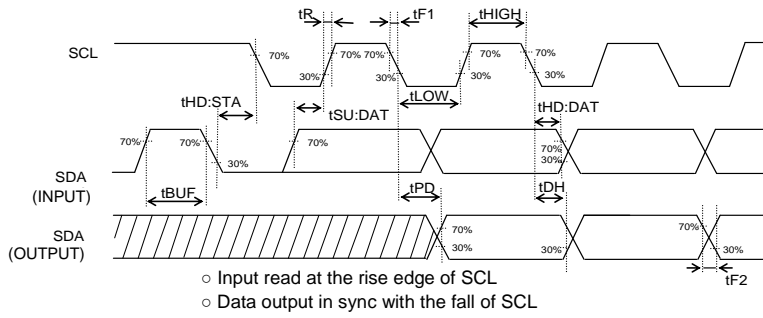 tR tF1 tHIGH
SCL
70% 70% 70% 70% 70%
30% 30% 30% 30%
tHD:STA tLOW
tSU:DAT tHD:DAT
70% 70% 70% 70%
30% 30%
SDA
(INPUT)
tBUF tPD tDH
SDA
(OUTPUT)
70% 70%
30% 30% 30%
tF2
○ Input read at the rise edge of SCL
○ Data output in sync with the fall of SCL